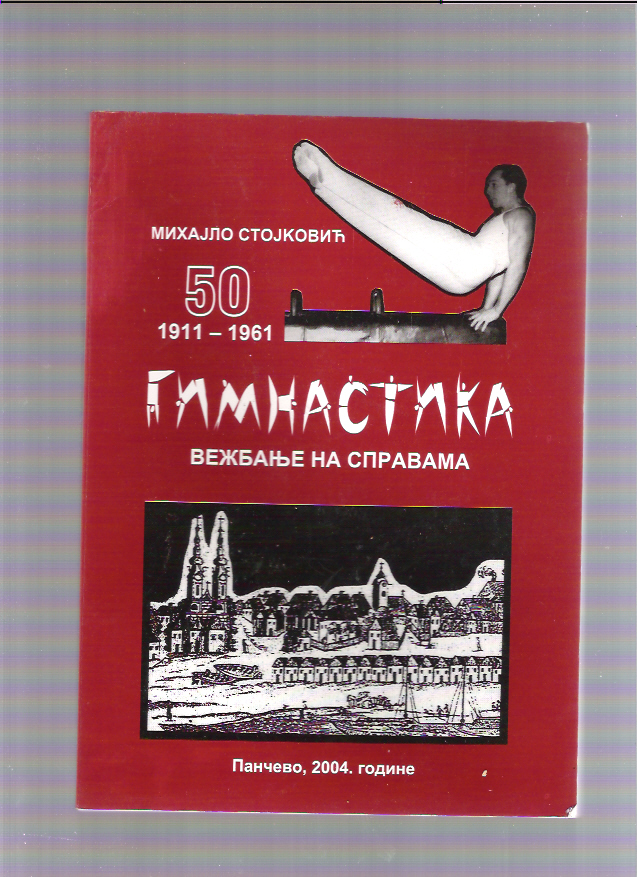 МИХАЈЛО СТОЈКОВИЋ
50
1911 – 1961
ГИМНАСТИКА
ВЕЖБАЊЕ НА СПРАВАМА
Панчево, 2004. године